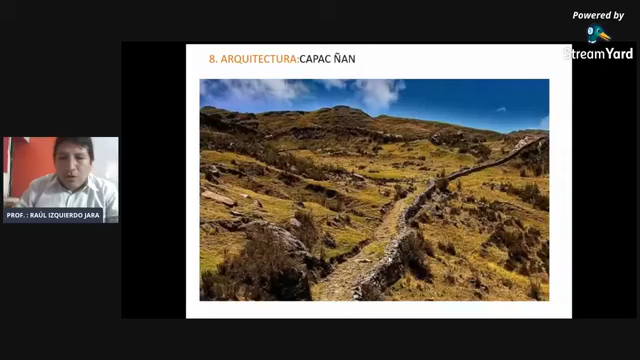 Powered by
StreamYard
8. ARQUITECTURA:CAPAC ÑAN
PROF. : RAÚL IZQUIERDO JARA